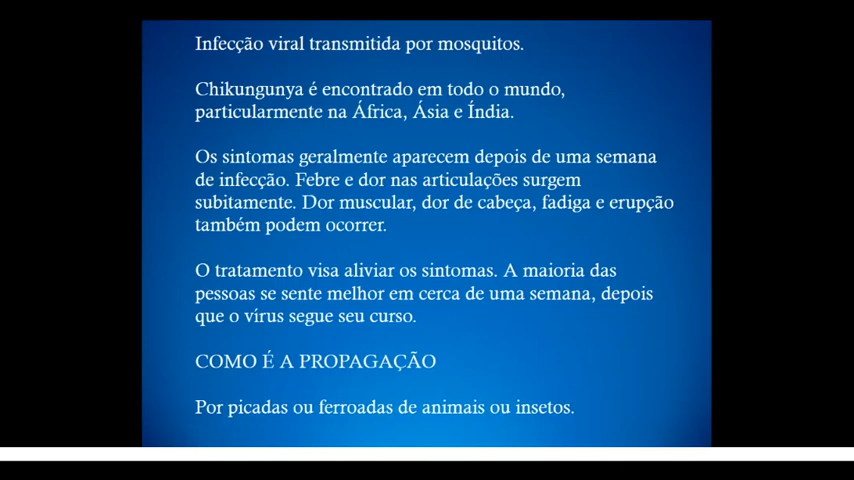 Infecção viral transmitida por mosquitos.
Chikungunya é encontrado em todo o mundo,
particularmente na África, Ásia e Índia.
Os sintomas geralmente aparecem depois de uma semana
de infecção. Febre e dor nas articulações surgem
subitamente. Dor muscular, dor de cabeça, fadiga e erupção
também podem ocorrer.
O tratamento visa aliviar os sintomas. A maioria das
pessoas se sente melhor em cerca de uma semana, depois
que o vírus segue seu curso.
COMO É A PROPAGAÇÃO
Por picadas ou ferroadas de animais ou insetos.